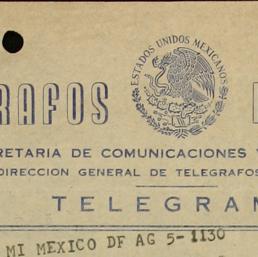 ESTADOS UNIDOS MEXICANOS
RAFOS
RETARIA DE COMUNICACIONES Y
DIRECCION GENERAL DE TELEGRAFOS
TELEGRAM
MI MEXICO DF AG 5-1130